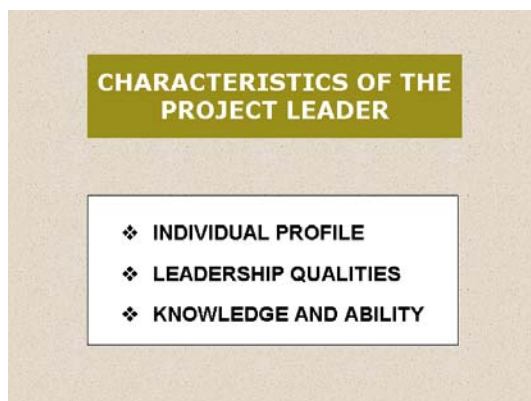 CHARACTERISTICS OF THE
PROJECT LEADER
❖ INDIVIDUAL PROFILE
❖ LEADERSHIP QUALITIES
❖ KNOWLEDGE AND ABILITY